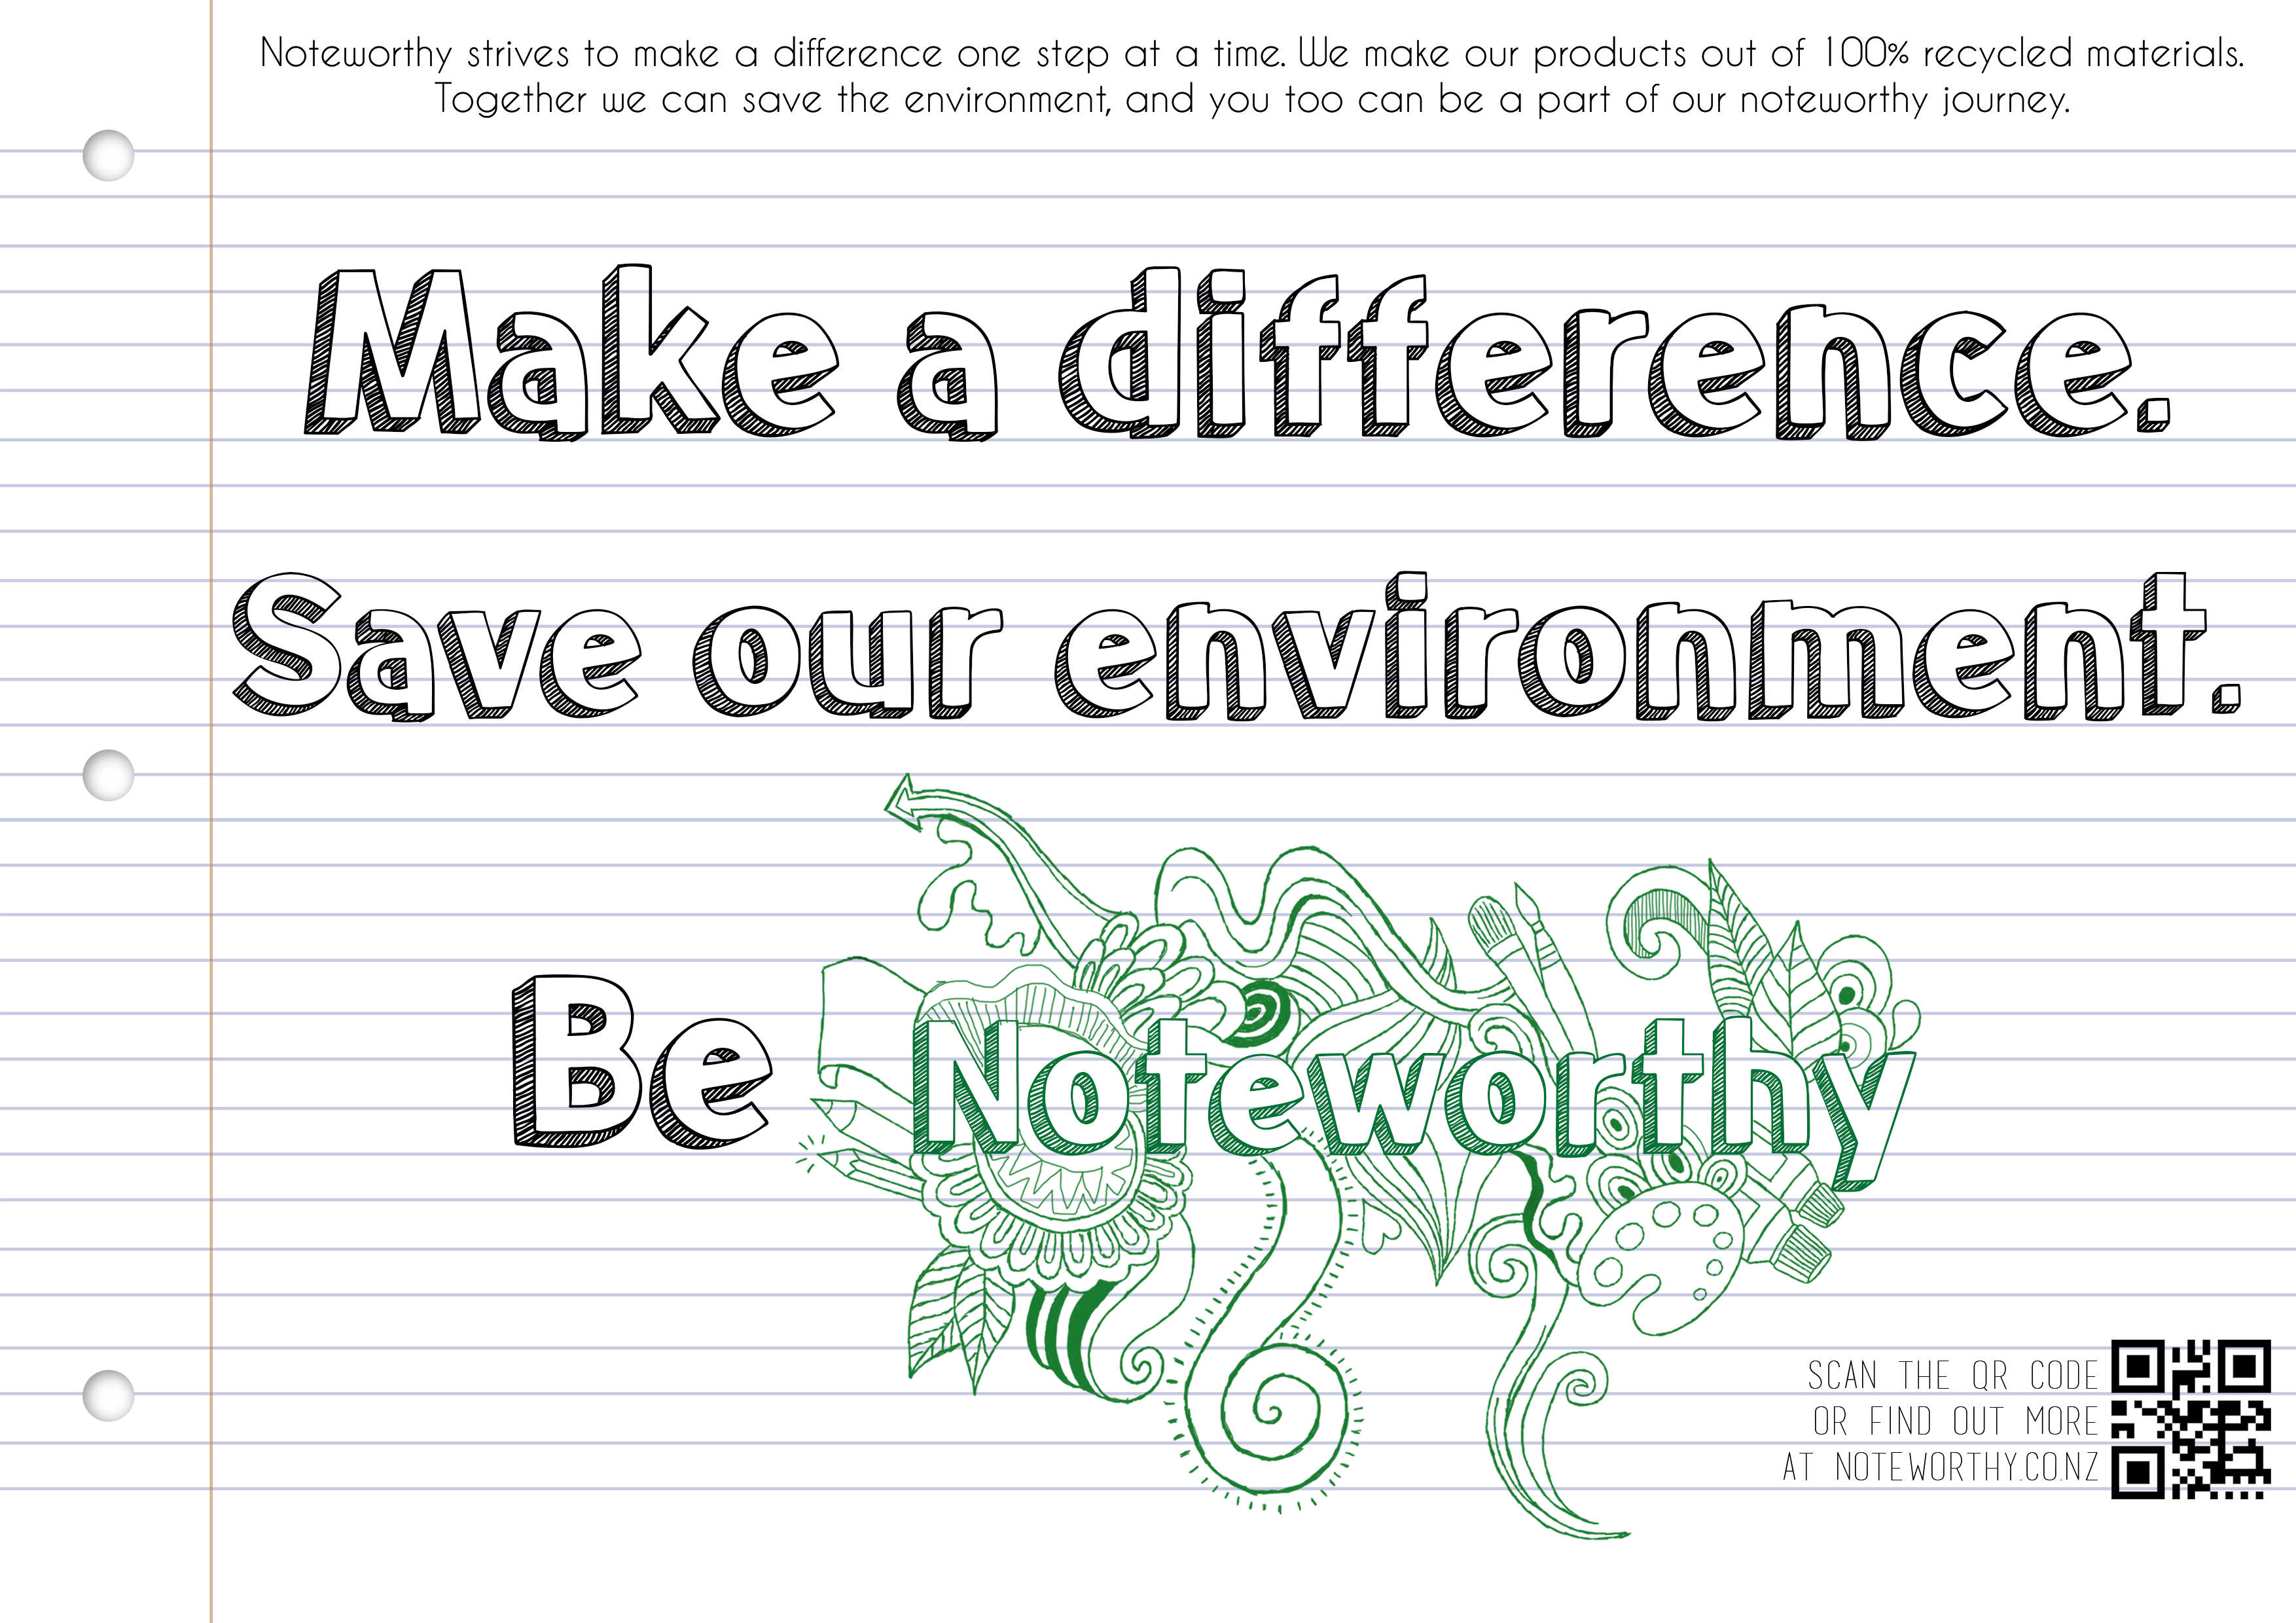 Noteworthy strives to make a difference one step at a time. We make our products out of 100% recycled materials.
Together we can save the environment, and you too can be a part of our noteworthy journey.
Make a difference.
Save our environment.
Be Noteworthy
SCAN THE QR CODE
OR FIND OUT MORE
AT NOTEWORTHY.CO.NZ